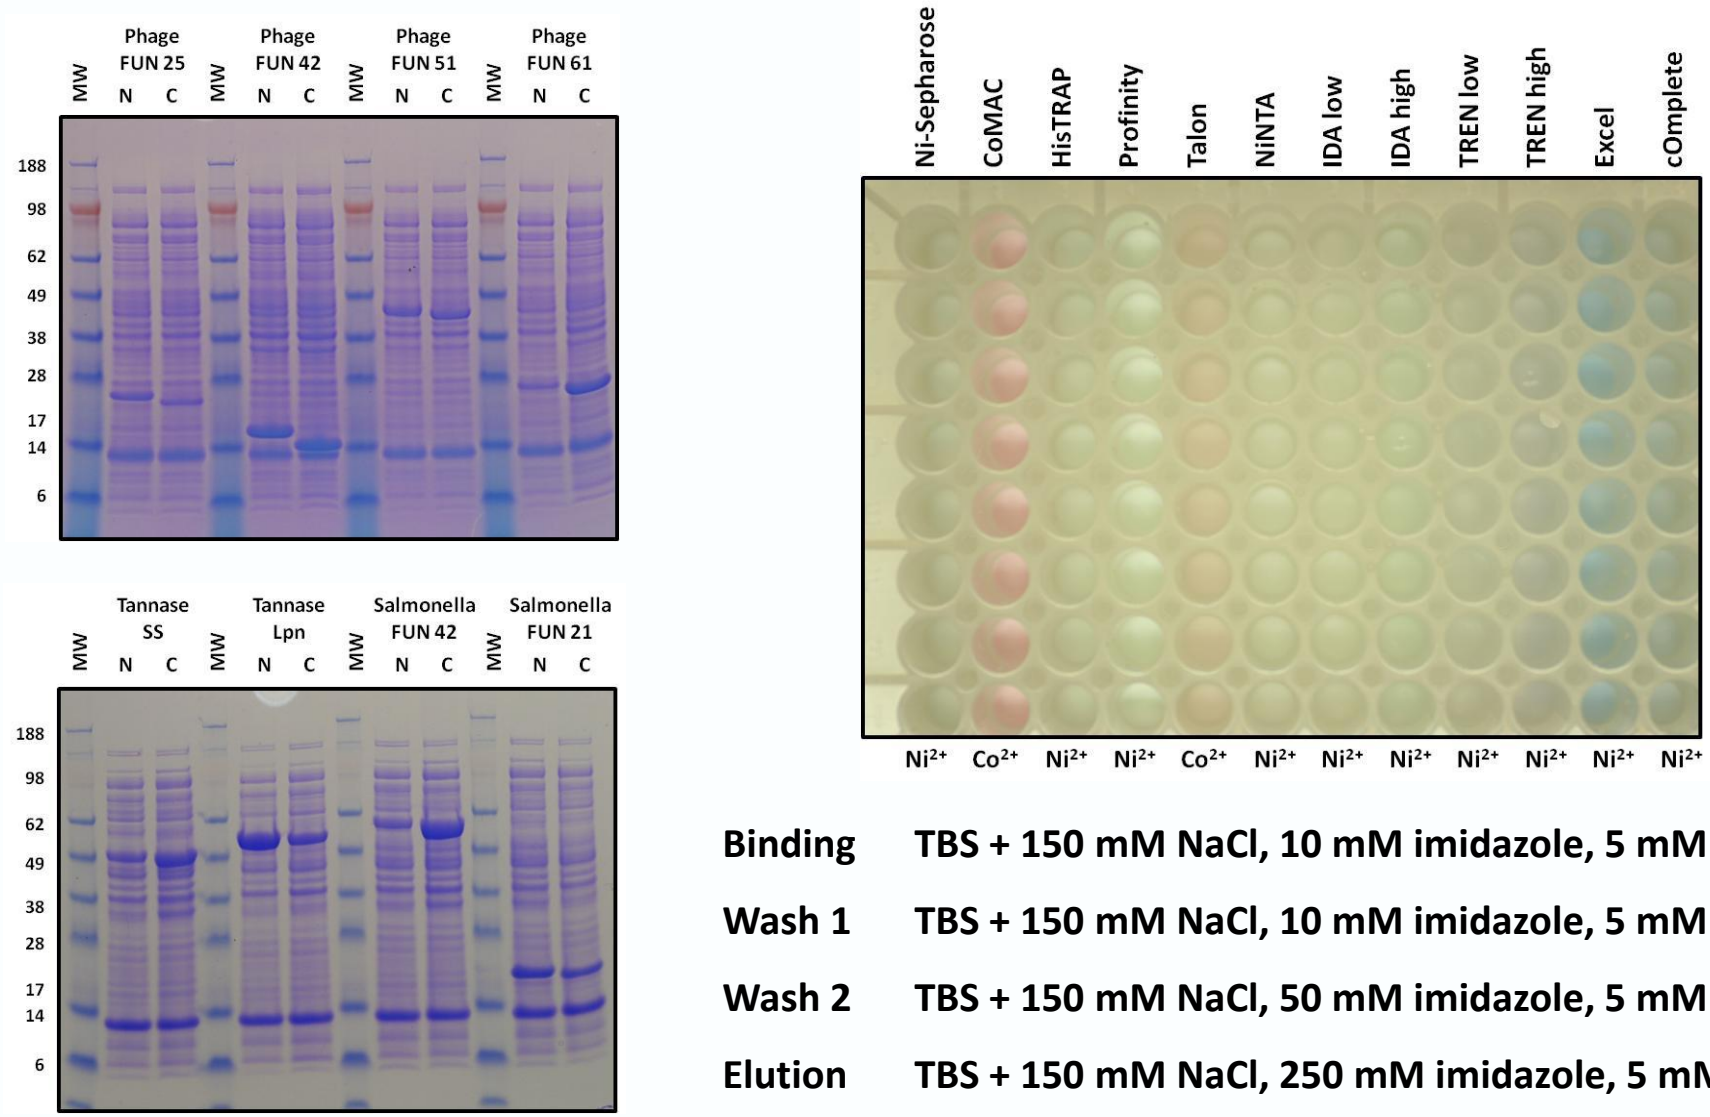 Phage Phage Phage Phage
FUN 25 FUN 42 FUN 51 FUN 61
MW N C MW N C MW N C MW N C
188
98
62
49
38
28
17
14
6
Tannase Tannase Salmonella Salmonella
SS Lpn FUN 42 FUN 21
MW N C MW N C MW N C MW N C
188
98
62
49
38
28
17
14
6
Ni-Sepharose CoMAC HisTRAP Profinity Talon NiNTA IDA low IDA high TREN low TREN high Excel cOmplete
Ni²⁺ Co²⁺ Ni²⁺ Ni²⁺ Co²⁺ Ni²⁺ Ni²⁺ Ni²⁺ Ni²⁺ Ni²⁺ Ni²⁺ Ni²⁺
Binding TBS + 150 mM NaCl, 10 mM imidazole, 5 mM
Wash 1 TBS + 150 mM NaCl, 10 mM imidazole, 5 mM
Wash 2 TBS + 150 mM NaCl, 50 mM imidazole, 5 mM
Elution TBS + 150 mM NaCl, 250 mM imidazole, 5 mM